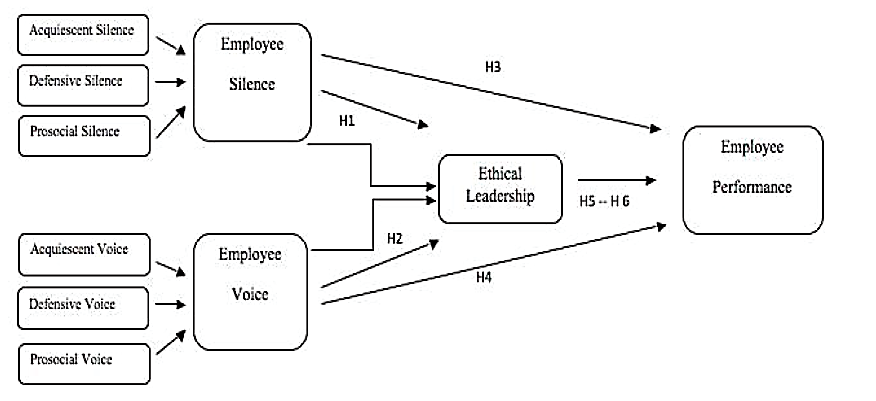 Acquiescent Silence
Defensive Silence
Prosocial Silence
Employee
Silence
H3
H1
Ethical
Leadership
H5 -- H 6
Employee
Performance
Acquiescent Voice
Defensive Voice
Prosocial Voice
Employee
Voice
H2
H4